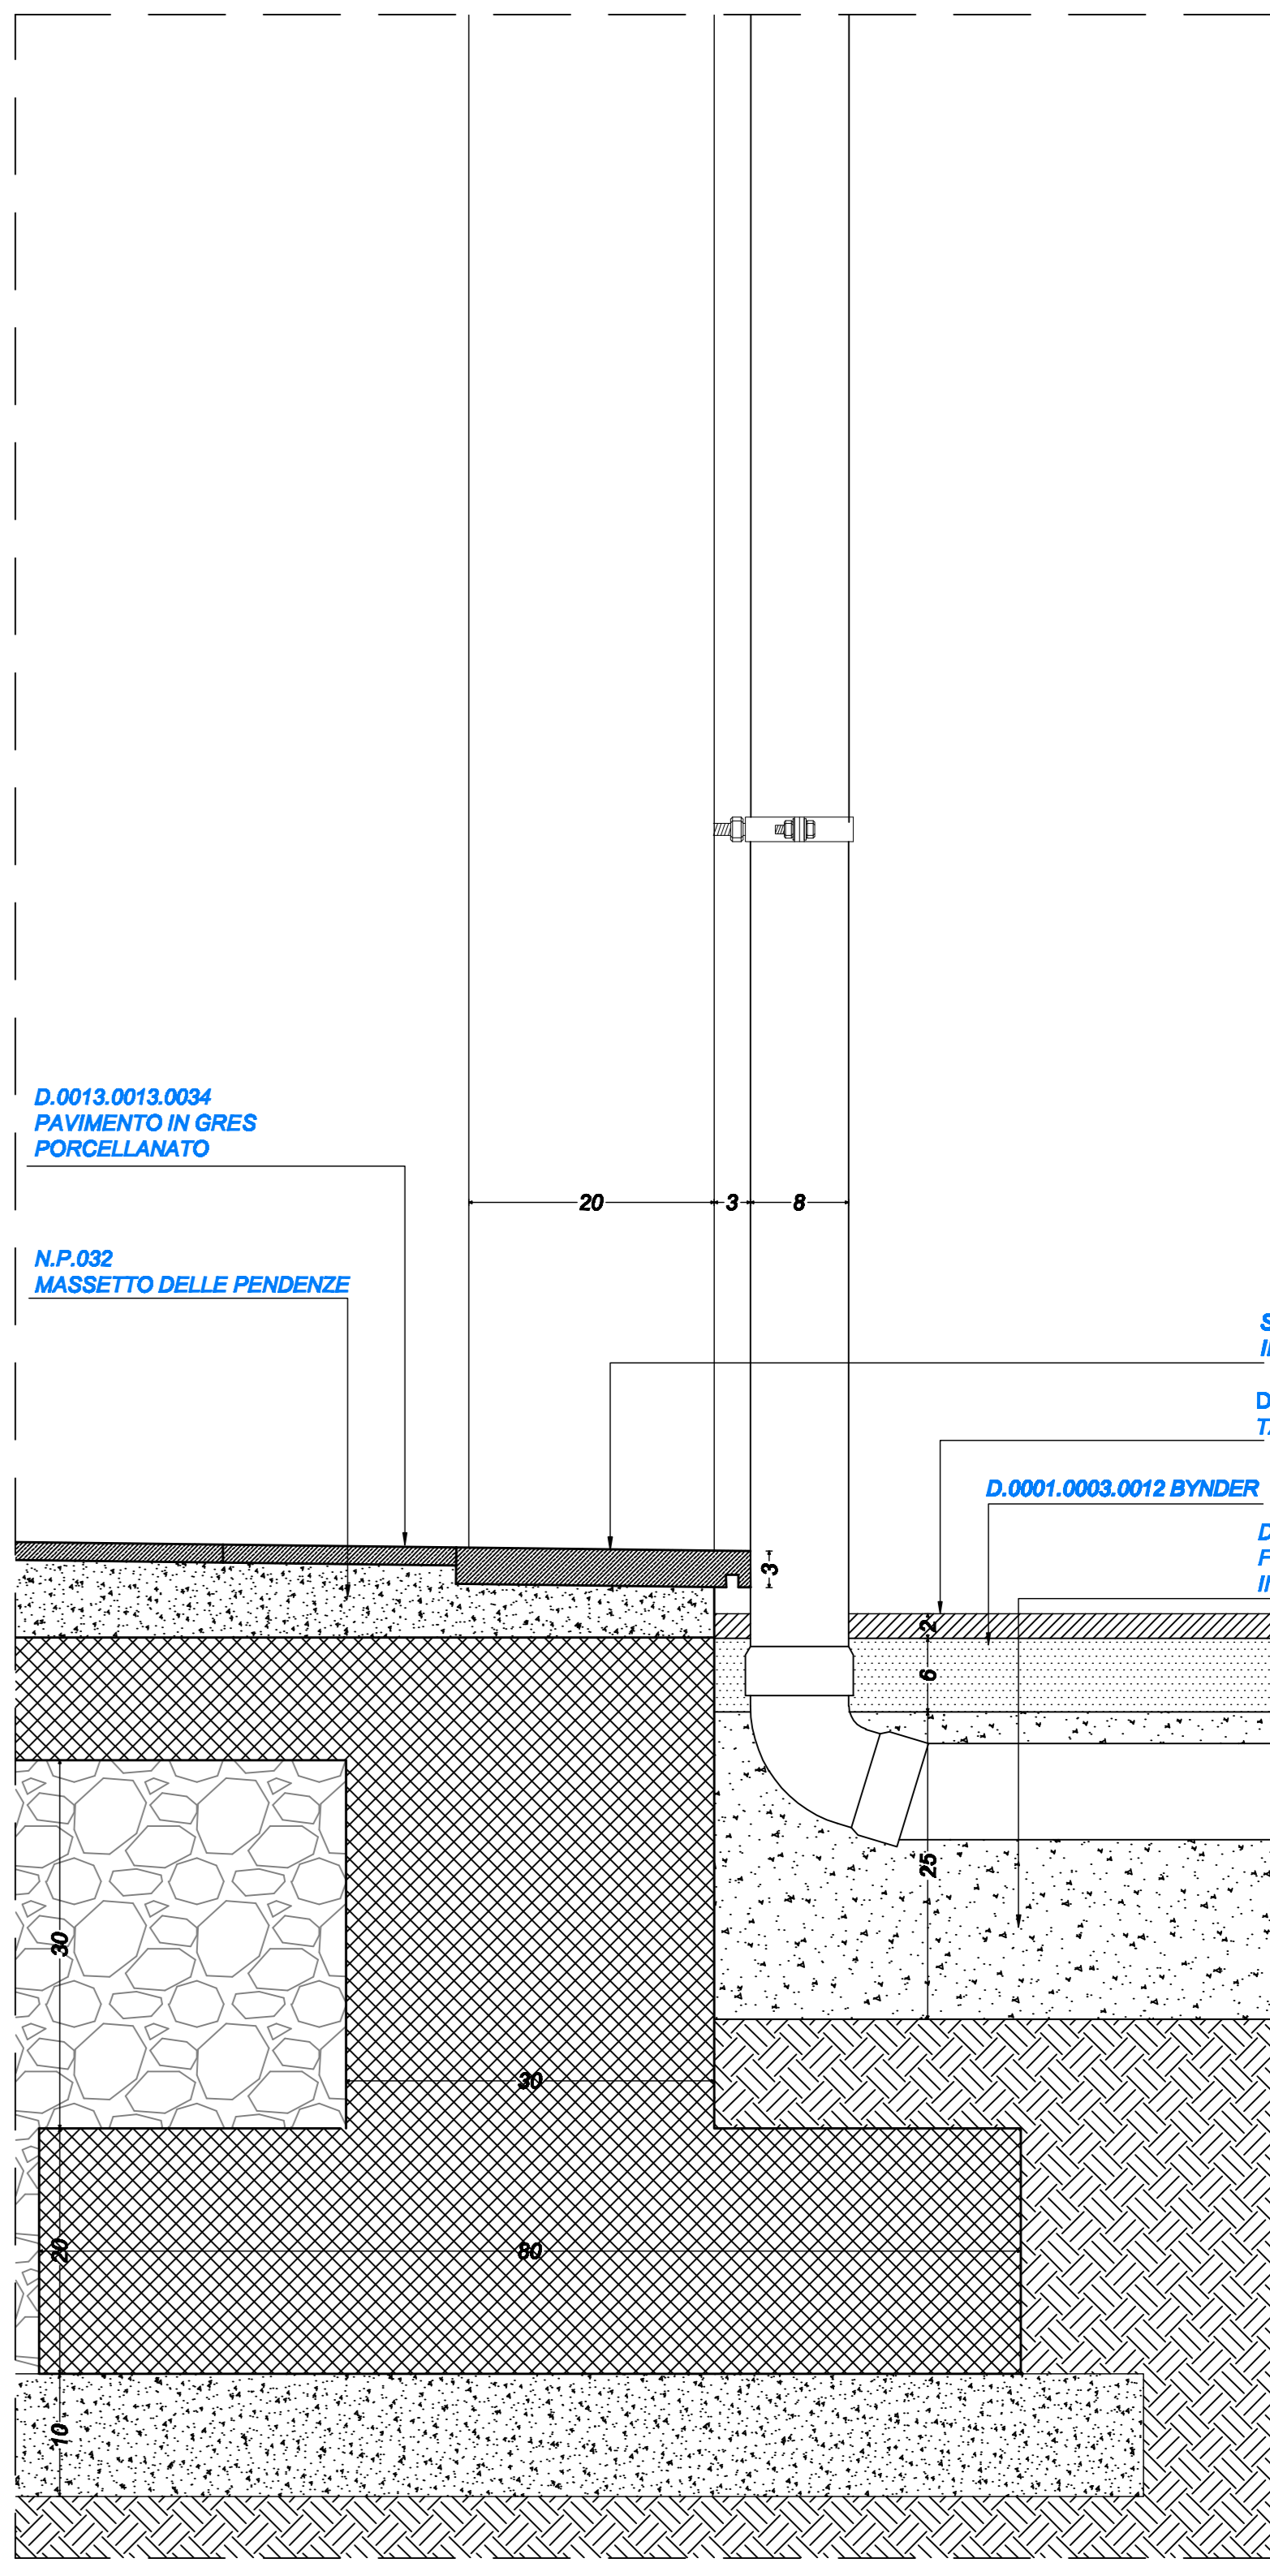 D.0013.0013.0034
PAVIMENTO IN GRES
PORCELLANATO
20 3 8
N.P.032
MASSETTO DELLE PENDENZE
D.0001.0003.0012 BYNDER
3
2
6
25
30
30
20
80
10